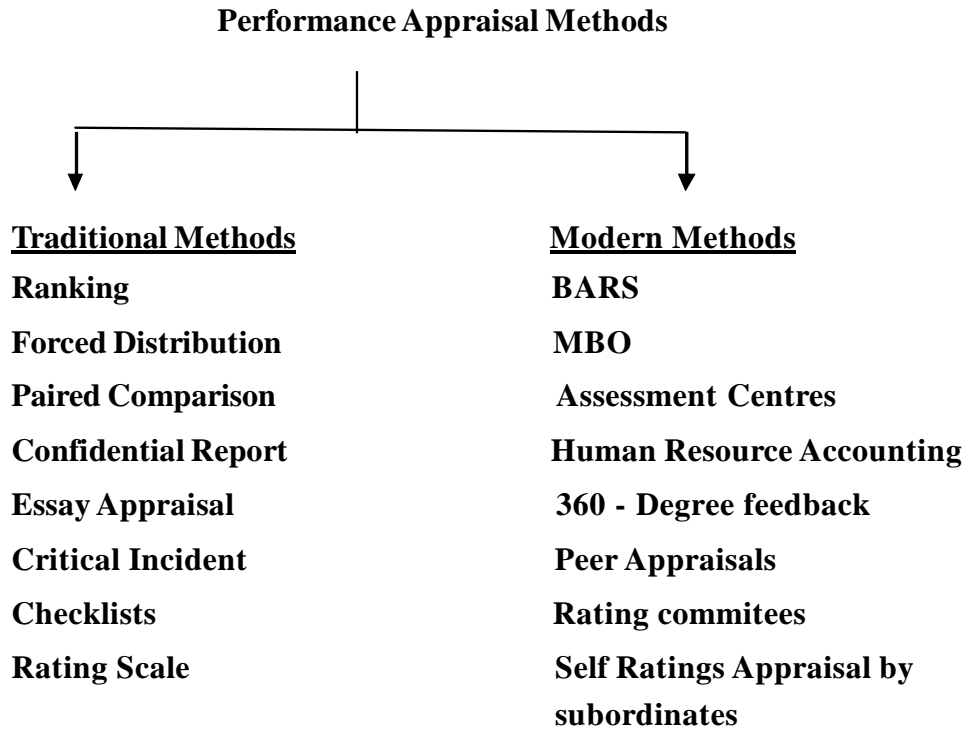 Performance Appraisal Methods
Traditional Methods
Ranking
Forced Distribution
Paired Comparison
Confidential Report
Essay Appraisal
Critical Incident
Checklists
Rating Scale
Modern Methods
BARS
MBO
Assessment Centres
Human Resource Accounting
360 - Degree feedback
Peer Appraisals
Rating commitees
Self Ratings Appraisal by
subordinates